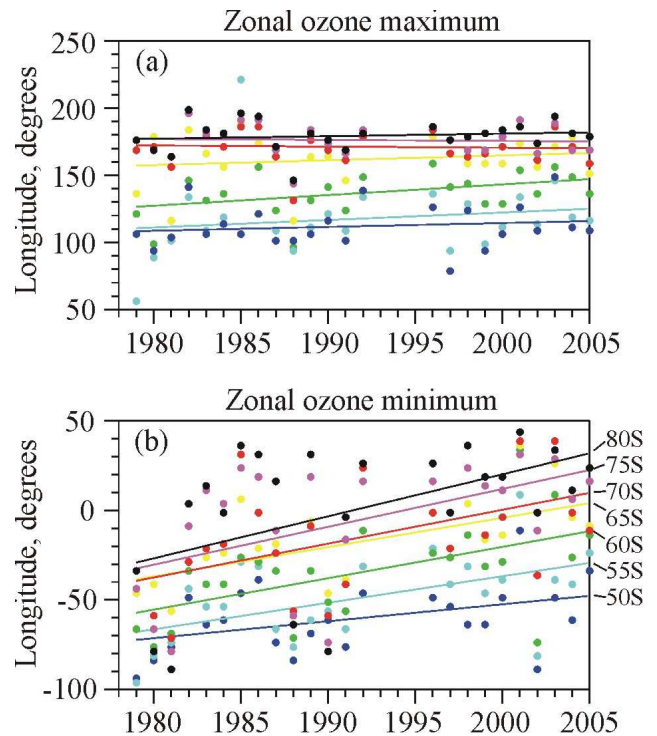 Zonal ozone maximum
(a)
Longitude, degrees
250
200
150
100
50
1980 1985 1990 1995 2000 2005
Zonal ozone minimum
(b)
Longitude, degrees
50
0
-50
-100
80S
75S
70S
65S
60S
55S
50S
1980 1985 1990 1995 2000 2005